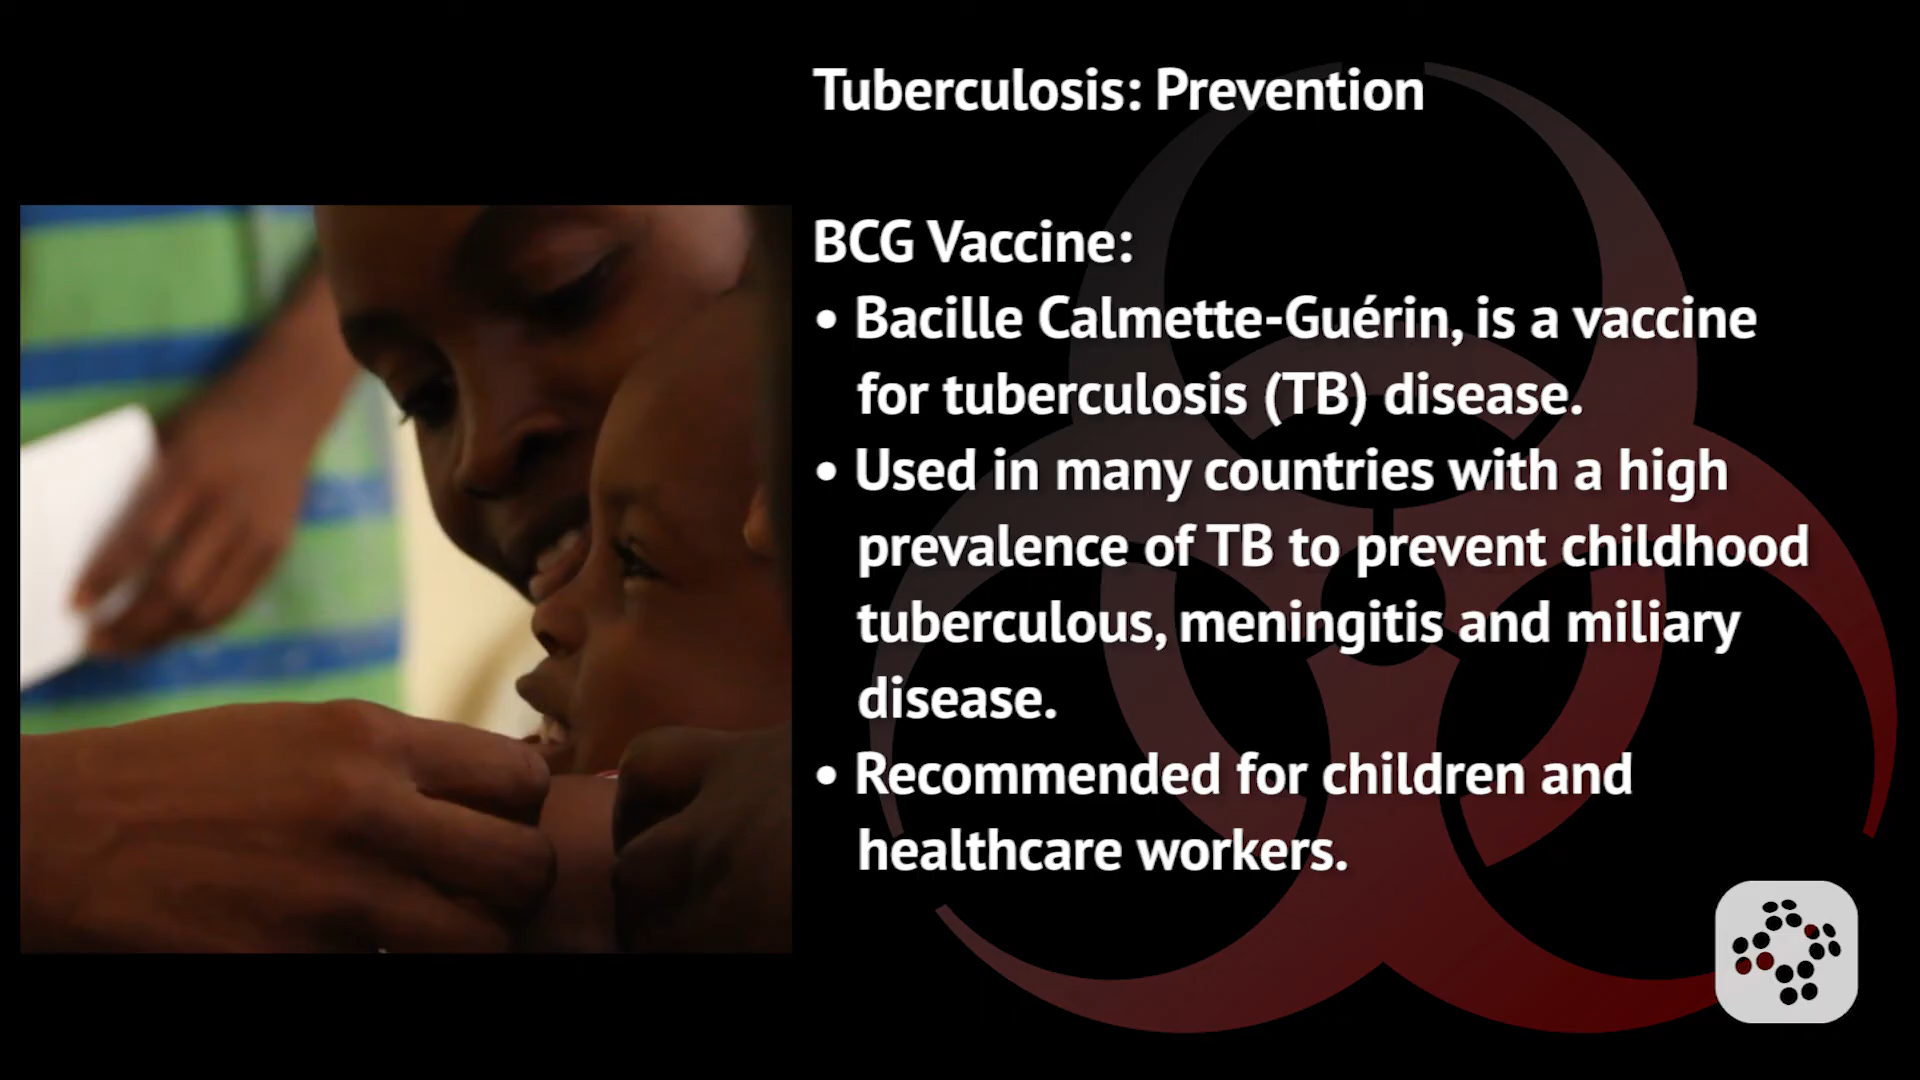 Tuberculosis: Prevention
BCG Vaccine:
• Bacille Calmette-Guérin, is a vaccine
for tuberculosis (TB) disease.
• Used in many countries with a high
prevalence of TB to prevent childhood
tuberculous, meningitis and miliary
disease.
• Recommended for children and
healthcare workers.